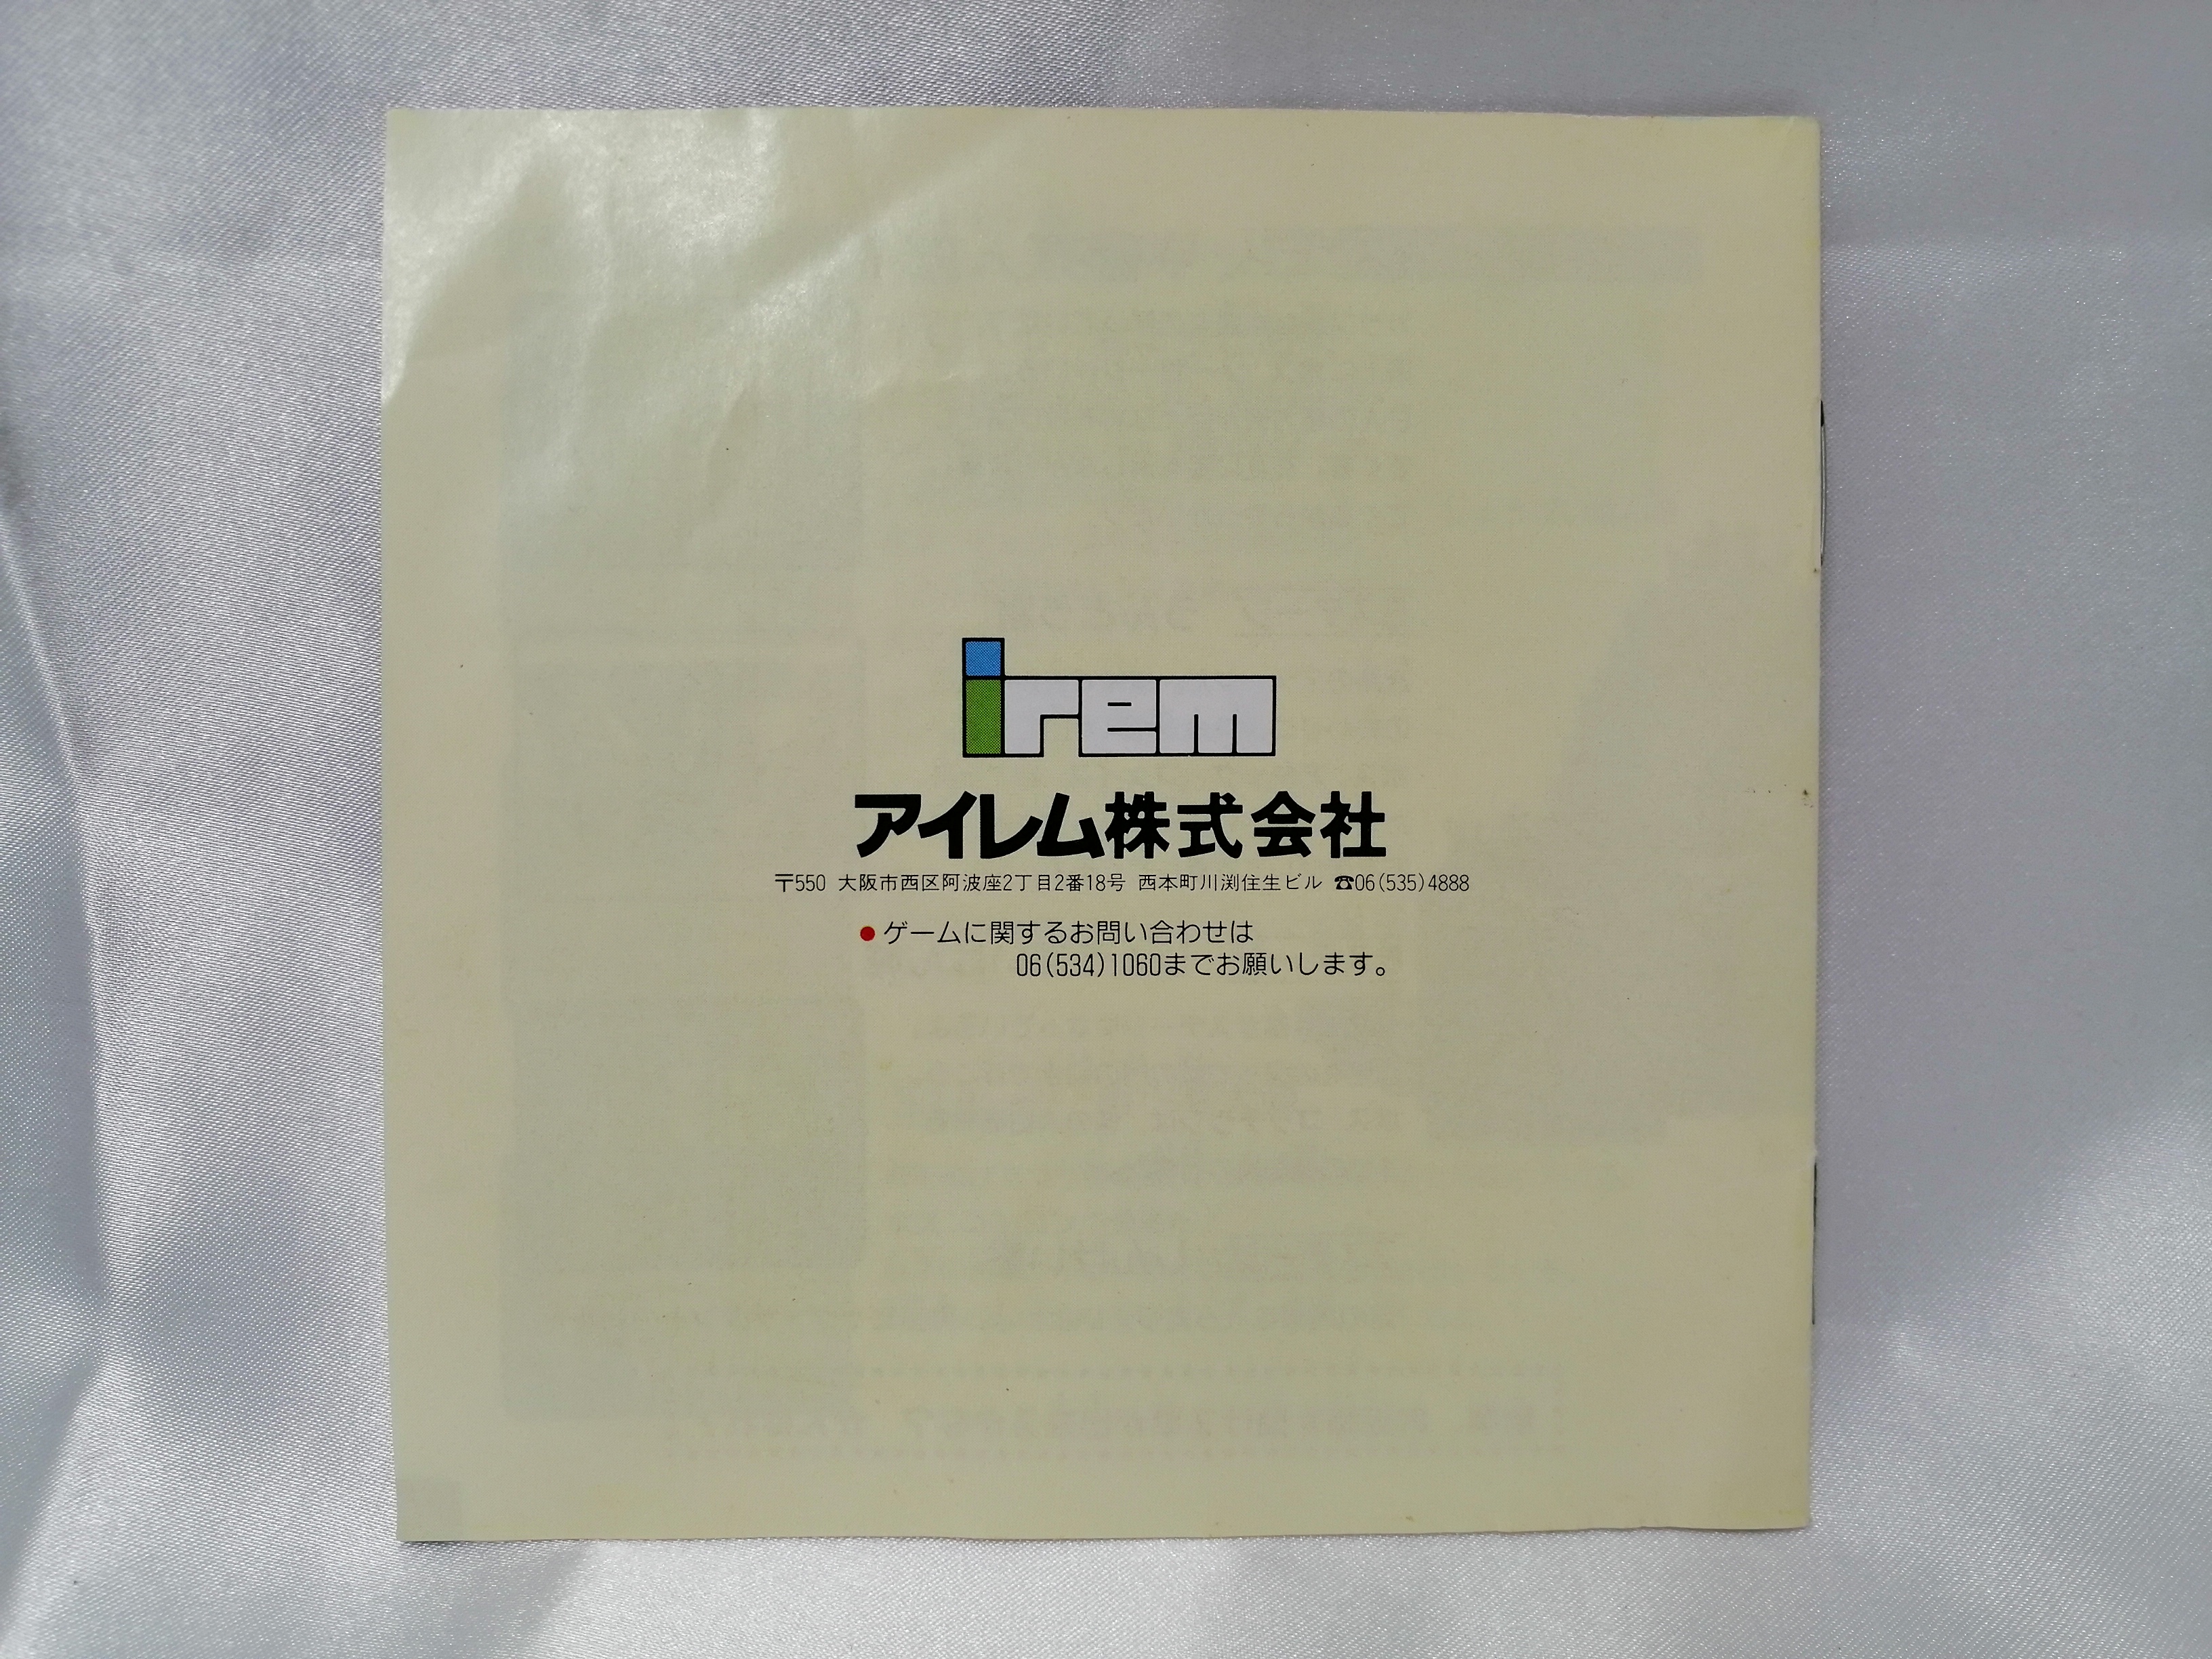 irem
アイレム株式会社
〒550 大阪市西区阿波座2丁目2番18号 西本町川渕住生ビル ☎06(535)4888
●ゲームに関するお問い合わせは
06(534)1060までお願いします。